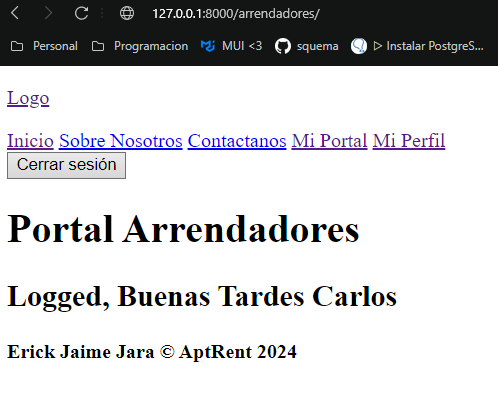 127.0.0.1:8000/arrendadores/
Personal Programacion MUI <3 squema ▷ Instalar PostgreS...
Logo
Inicio Sobre Nosotros Contactanos Mi Portal Mi Perfil
Cerrar sesión
Portal Arrendadores
Logged, Buenas Tardes Carlos
Erick Jaime Jara © AptRent 2024